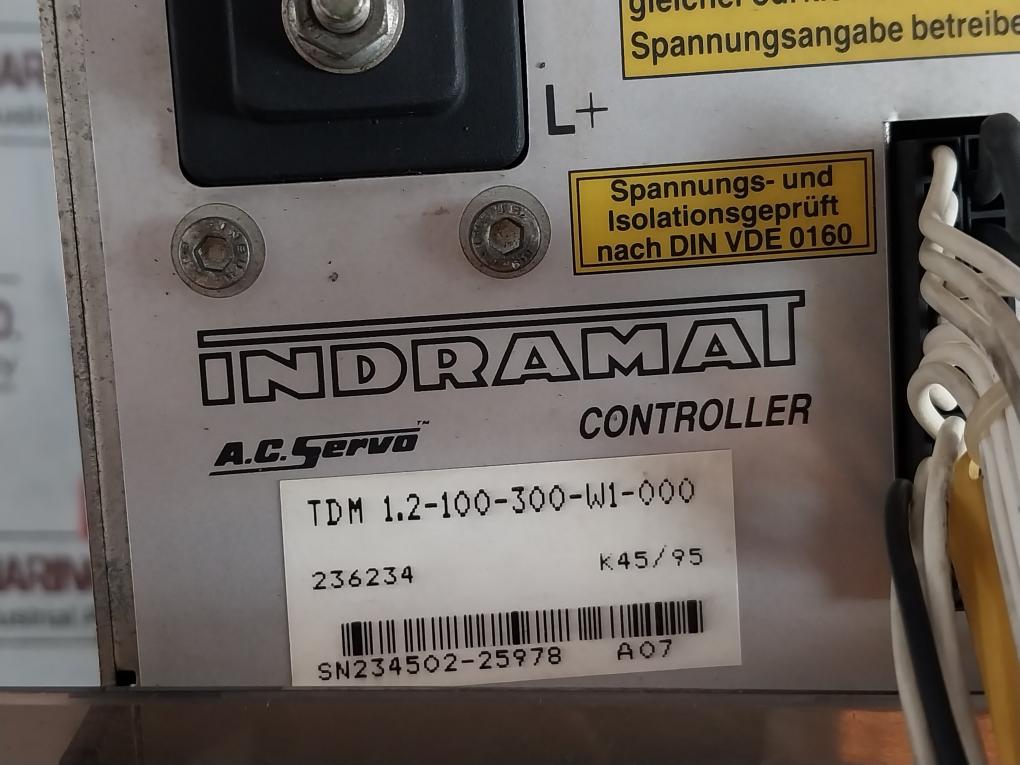 Spannungsangabe betreibe
L+
Spannungs- und
Isolationsgeprüft
nach DIN VDE 0160
INDRAMAT
A.C. Servo™
CONTROLLER
TDM 1.2-100-300-W1-000
236234 K45/95
SN234502-25978 A07